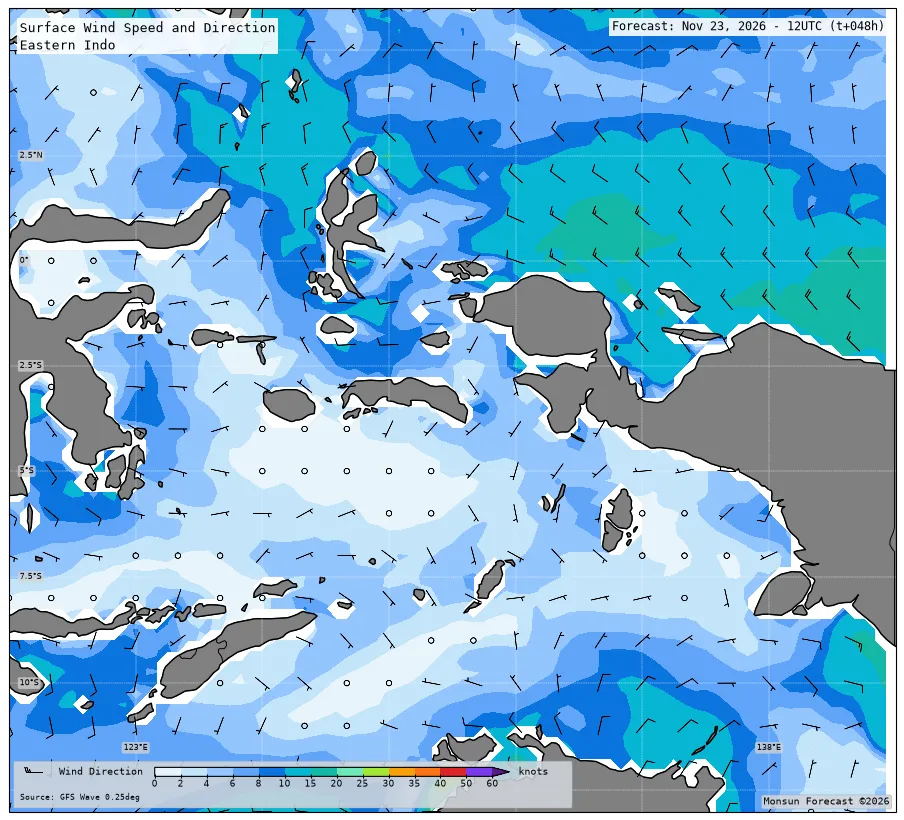 Surface Wind Speed and Direction
Eastern Indo
Forecast: Nov 23, 2026 - 12UTC (t+048h)
2.5°N
0°
2.5°S
5°S
7.5°S
10°S
123°E
138°E
Wind Direction
0 2 4 6 8 10 15 20 25 30 35 40 50 60
knots
Source: GFS Wave 0.25deg
Monsun Forecast ©2026